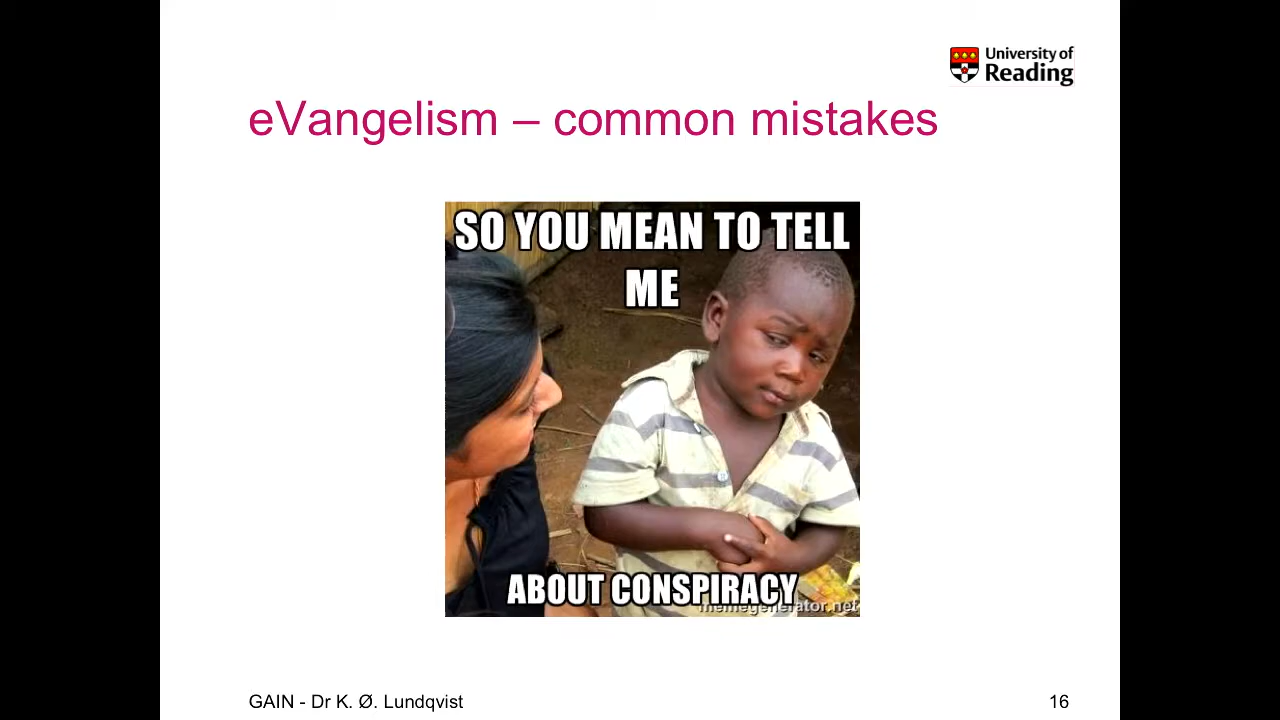 University of
Reading
eVangelism – common mistakes
SO YOU MEAN TO TELL
ME
ABOUT CONSPIRACY
memegenerator.net
GAIN - Dr K. Ø. Lundqvist
16